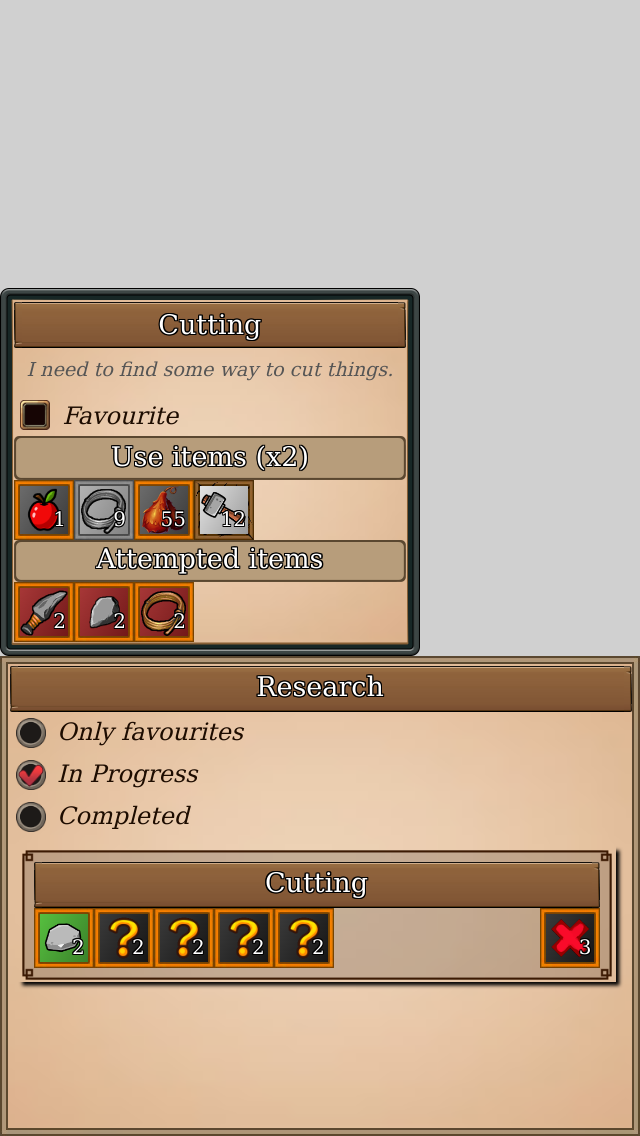 Cutting
I need to find some way to cut things.
Favourite
Use items (x2)
1 9 55 12
Attempted items
2 2 2
Research
Only favourites
In Progress
Completed
Cutting
2 ?2 ?2 ?2 ?2 3